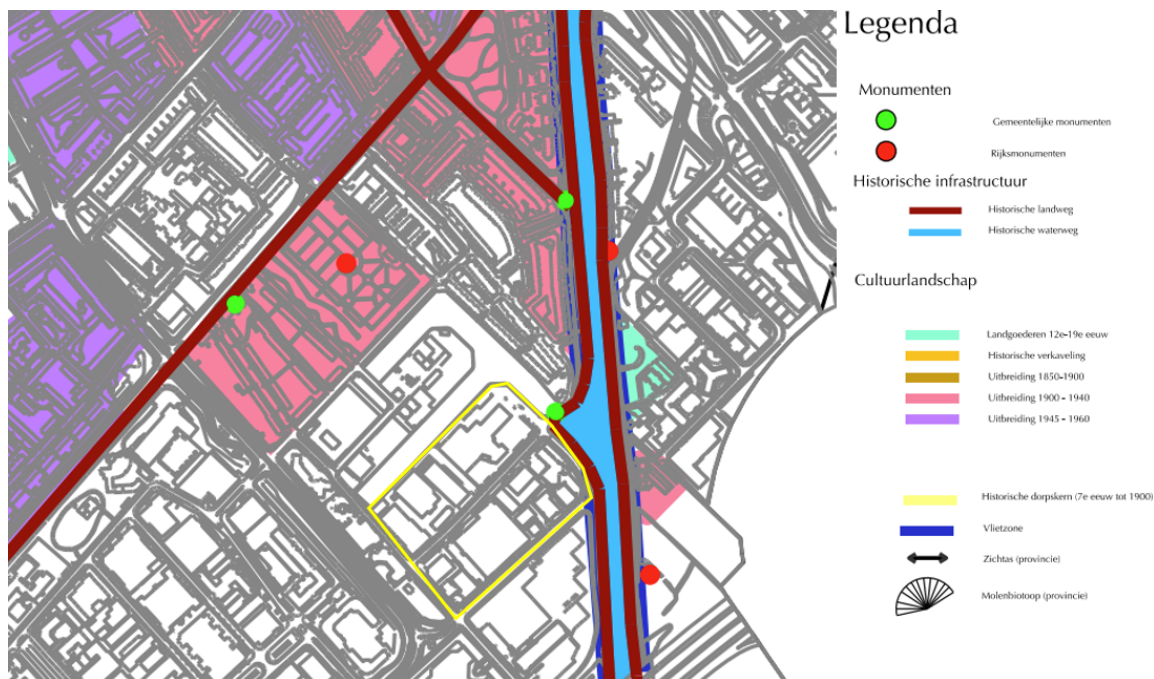 Legenda
Monumenten
Gemeentelijke monumenten
Rijksmonumenten
Historische infrastructuur
Historische landweg
Historische waterweg
Cultuurlandschap
Landgoederen 12e-19e eeuw
Historische verkaveling
Uitbreiding 1850-1900
Uitbreiding 1900 - 1940
Uitbreiding 1945 - 1960
Historische dorpskern (7e eeuw tot 1900)
Vlietzone
Zichtas (provincie)
Molenbiotoop (provincie)